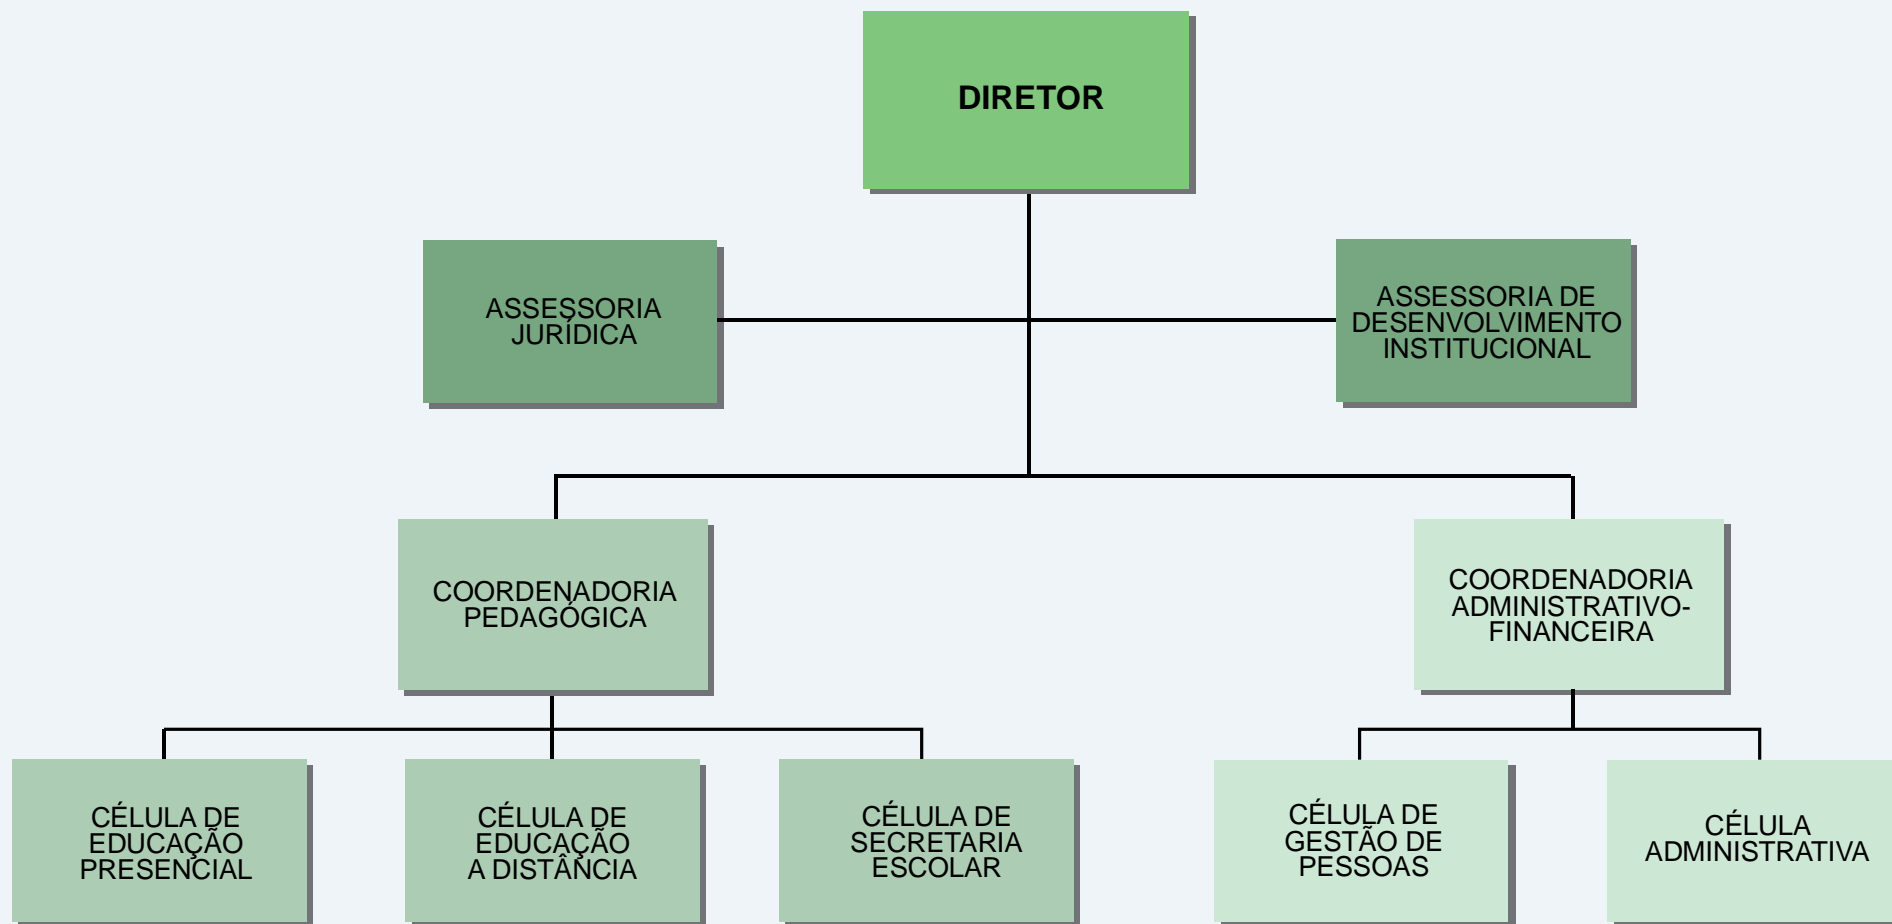 DIRETOR
ASSESSORIA
JURÍDICA
ASSESSORIA DE
DESENVOLVIMENTO
INSTITUCIONAL
COORDENADORIA
PEDAGÓGICA
COORDENADORIA
ADMINISTRATIVO-
FINANCEIRA
CÉLULA DE
EDUCAÇÃO
PRESENCIAL
CÉLULA DE
EDUCAÇÃO
A DISTÂNCIA
CÉLULA DE
SECRETARIA
ESCOLAR
CÉLULA DE
GESTÃO DE
PESSOAS
CÉLULA
ADMINISTRATIVA